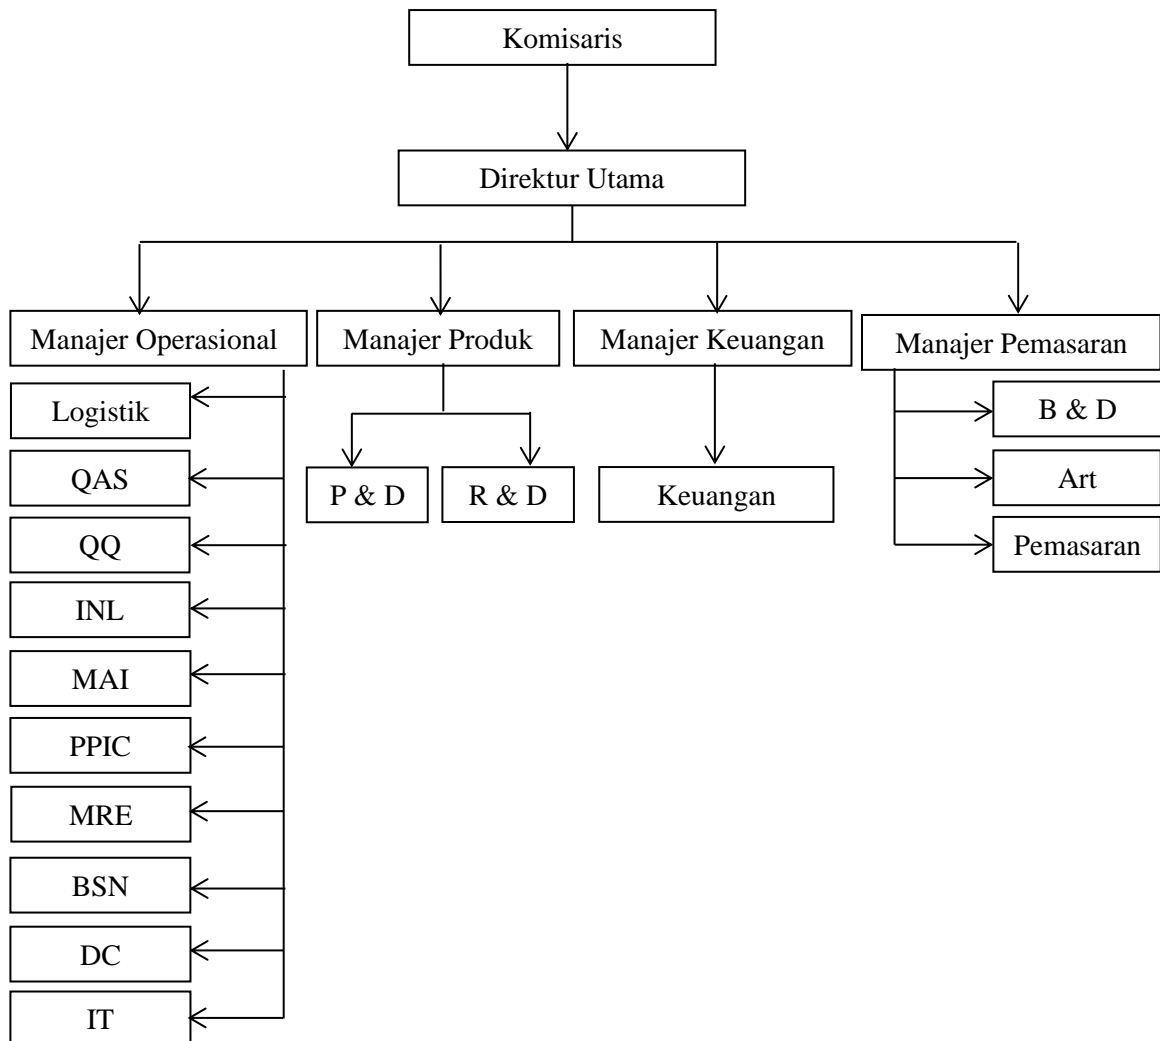 Komisaris
Direktur Utama
Manajer Operasional
Manajer Produk
Manajer Keuangan
Manajer Pemasaran
Logistik
QAS
QQ
INL
MAI
PPIC
MRE
BSN
DC
IT
P & D
R & D
Keuangan
B & D
Art
Pemasaran